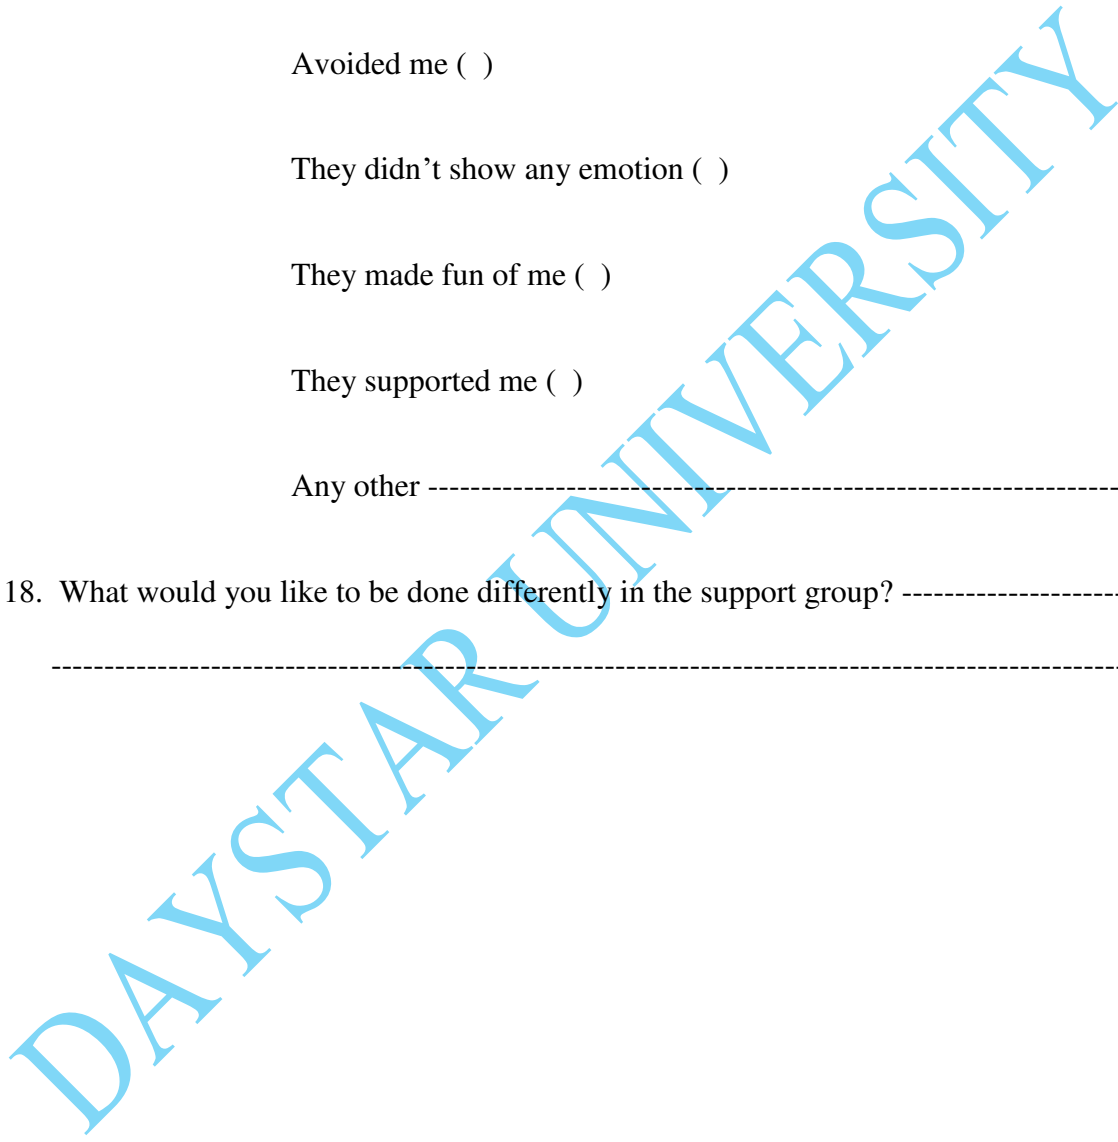 Avoided me ( )
They didn’t show any emotion ( )
They made fun of me ( )
They supported me ( )
Any other -----------------------------------------------------------------
18. What would you like to be done differently in the support group? ---------------------
-----------------------------------------------------------------------------------------------------
DAYSTAR UNIVERSITY